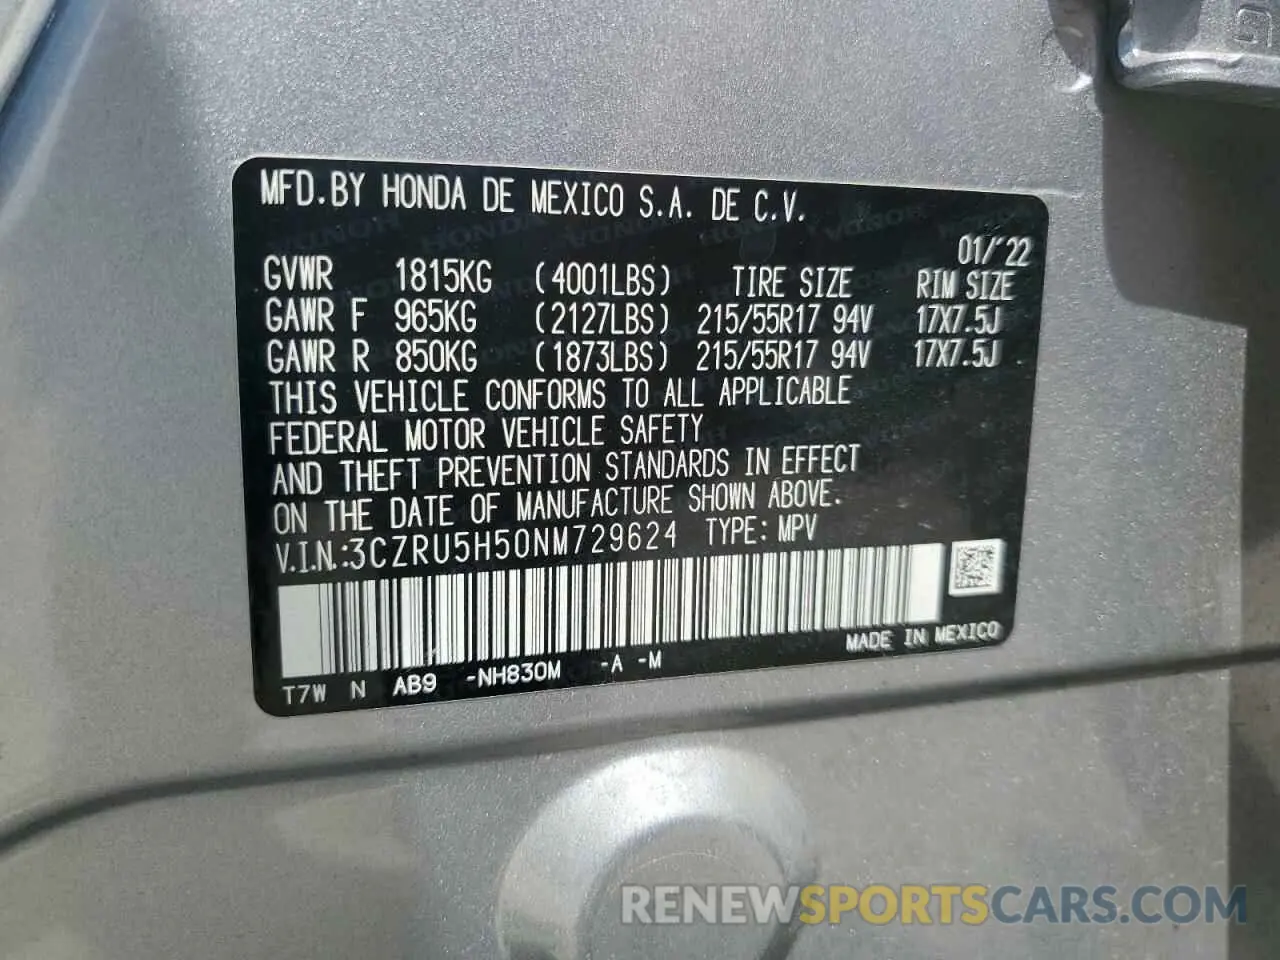 MFD. BY HONDA DE MEXICO S.A. DE C.V.
01/'22
GVWR 1815KG (4001LBS) TIRE SIZE RIM SIZE
GAWR F 965KG (2127LBS) 215/55R17 94V 17X7.5J
GAWR R 850KG (1873LBS) 215/55R17 94V 17X7.5J
THIS VEHICLE CONFORMS TO ALL APPLICABLE
FEDERAL MOTOR VEHICLE SAFETY
AND THEFT PREVENTION STANDARDS IN EFFECT
ON THE DATE OF MANUFACTURE SHOWN ABOVE.
V.I.N.:3CZRU5H50NM729624 TYPE: MPV
MADE IN MEXICO
T7W N AB9 -NH830M -A -M
RENEWSPORTSCARS.COM